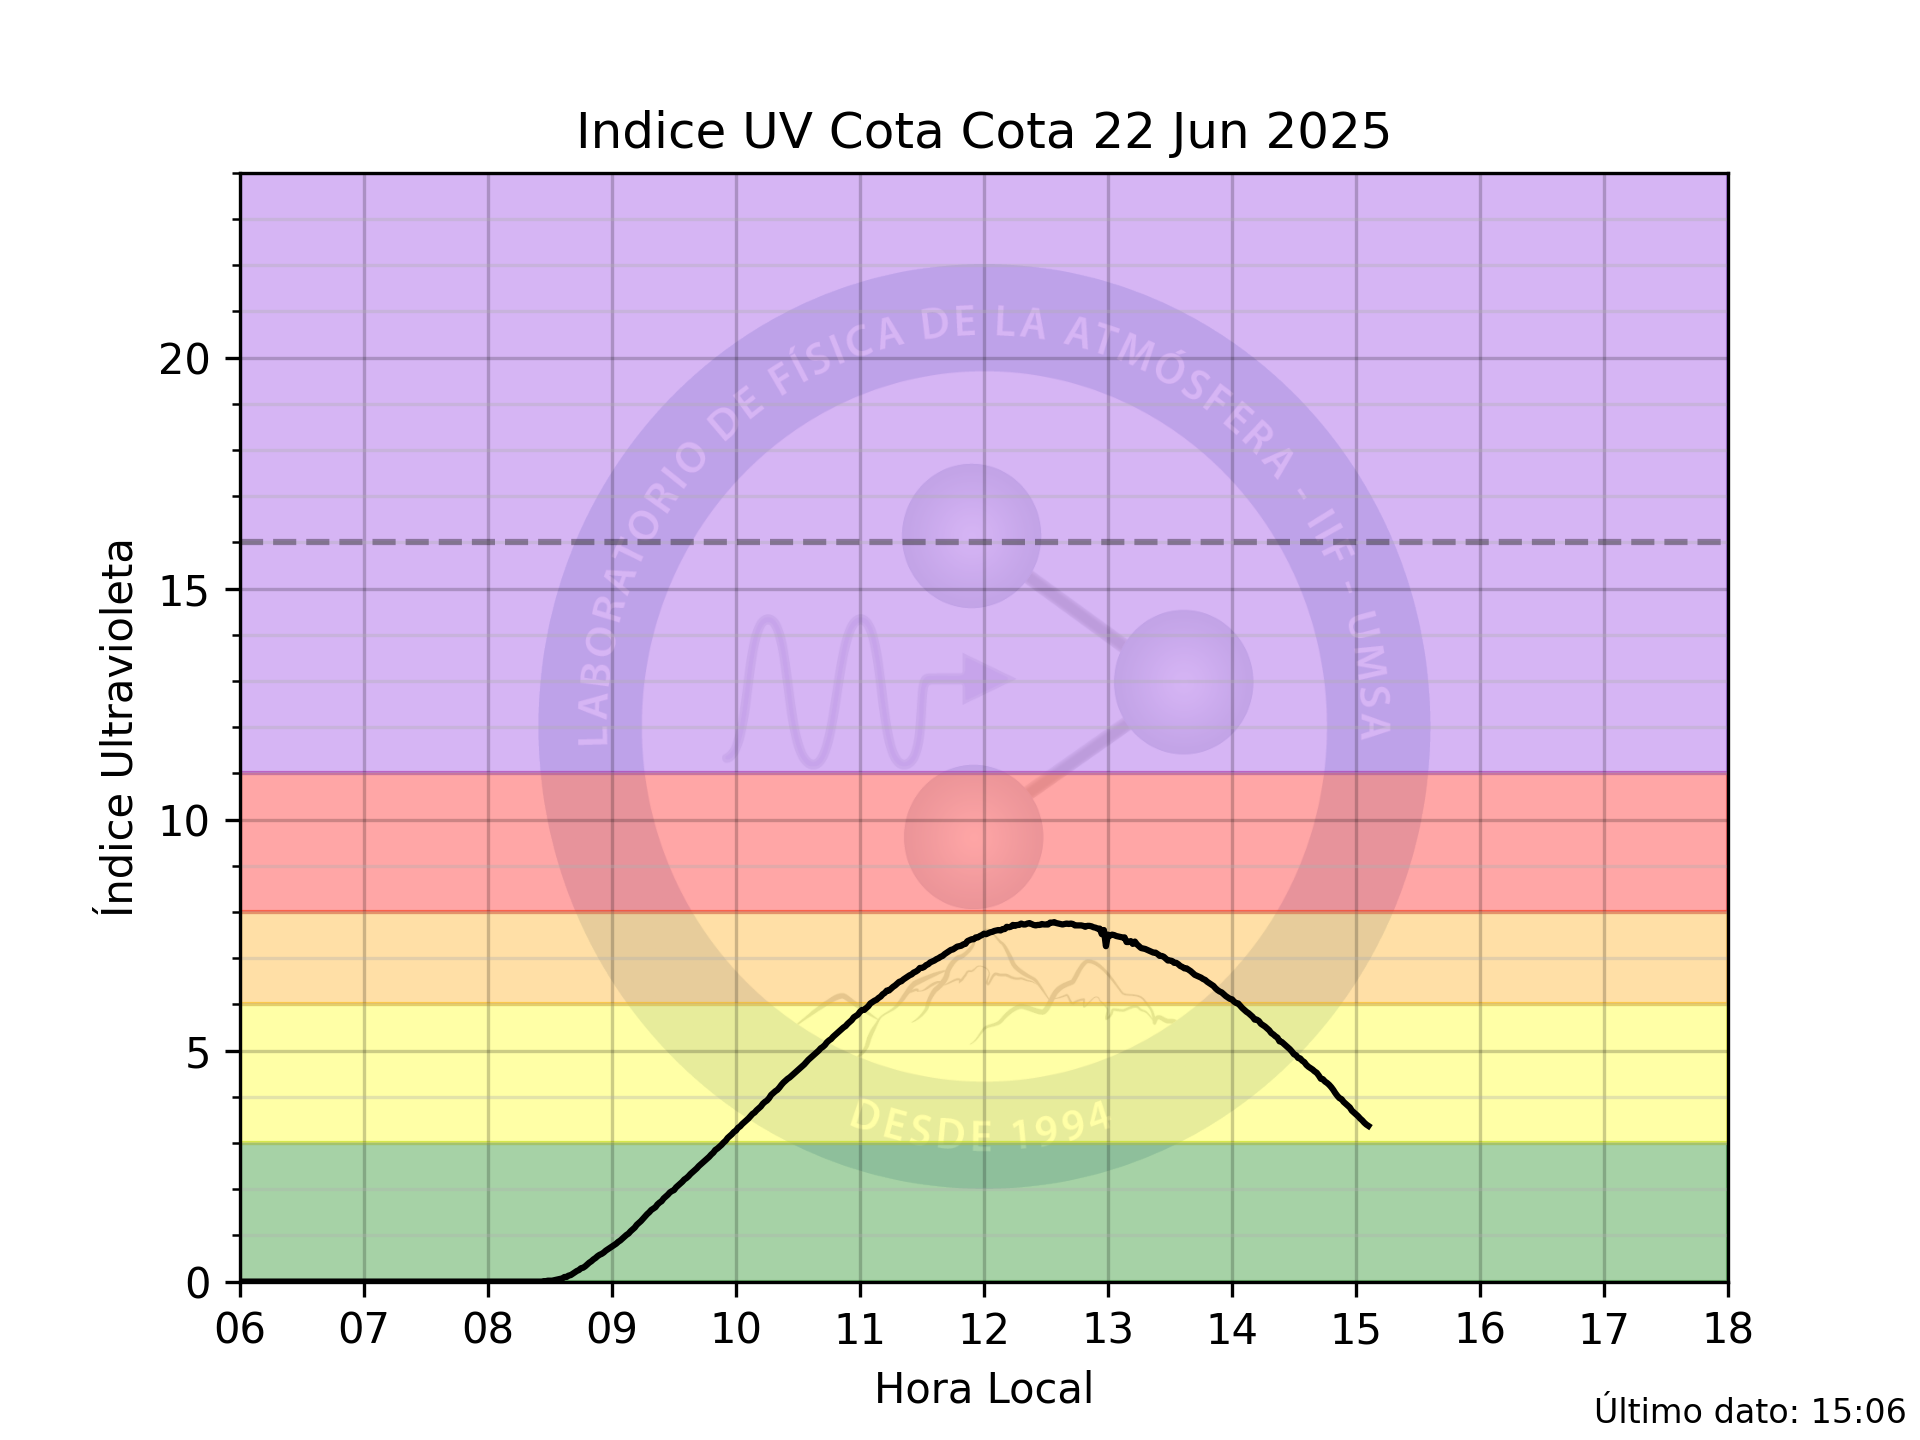 Indice UV Cota Cota 22 Jun 2025
LABORATORIO DE FÍSICA DE LA ATMÓSFERA - IIF - UMSA
20
15
10
5
0
Índice Ultravioleta
DESDE 1994
06 07 08 09 10 11 12 13 14 15 16 17 18
Hora Local
Último dato: 15:06